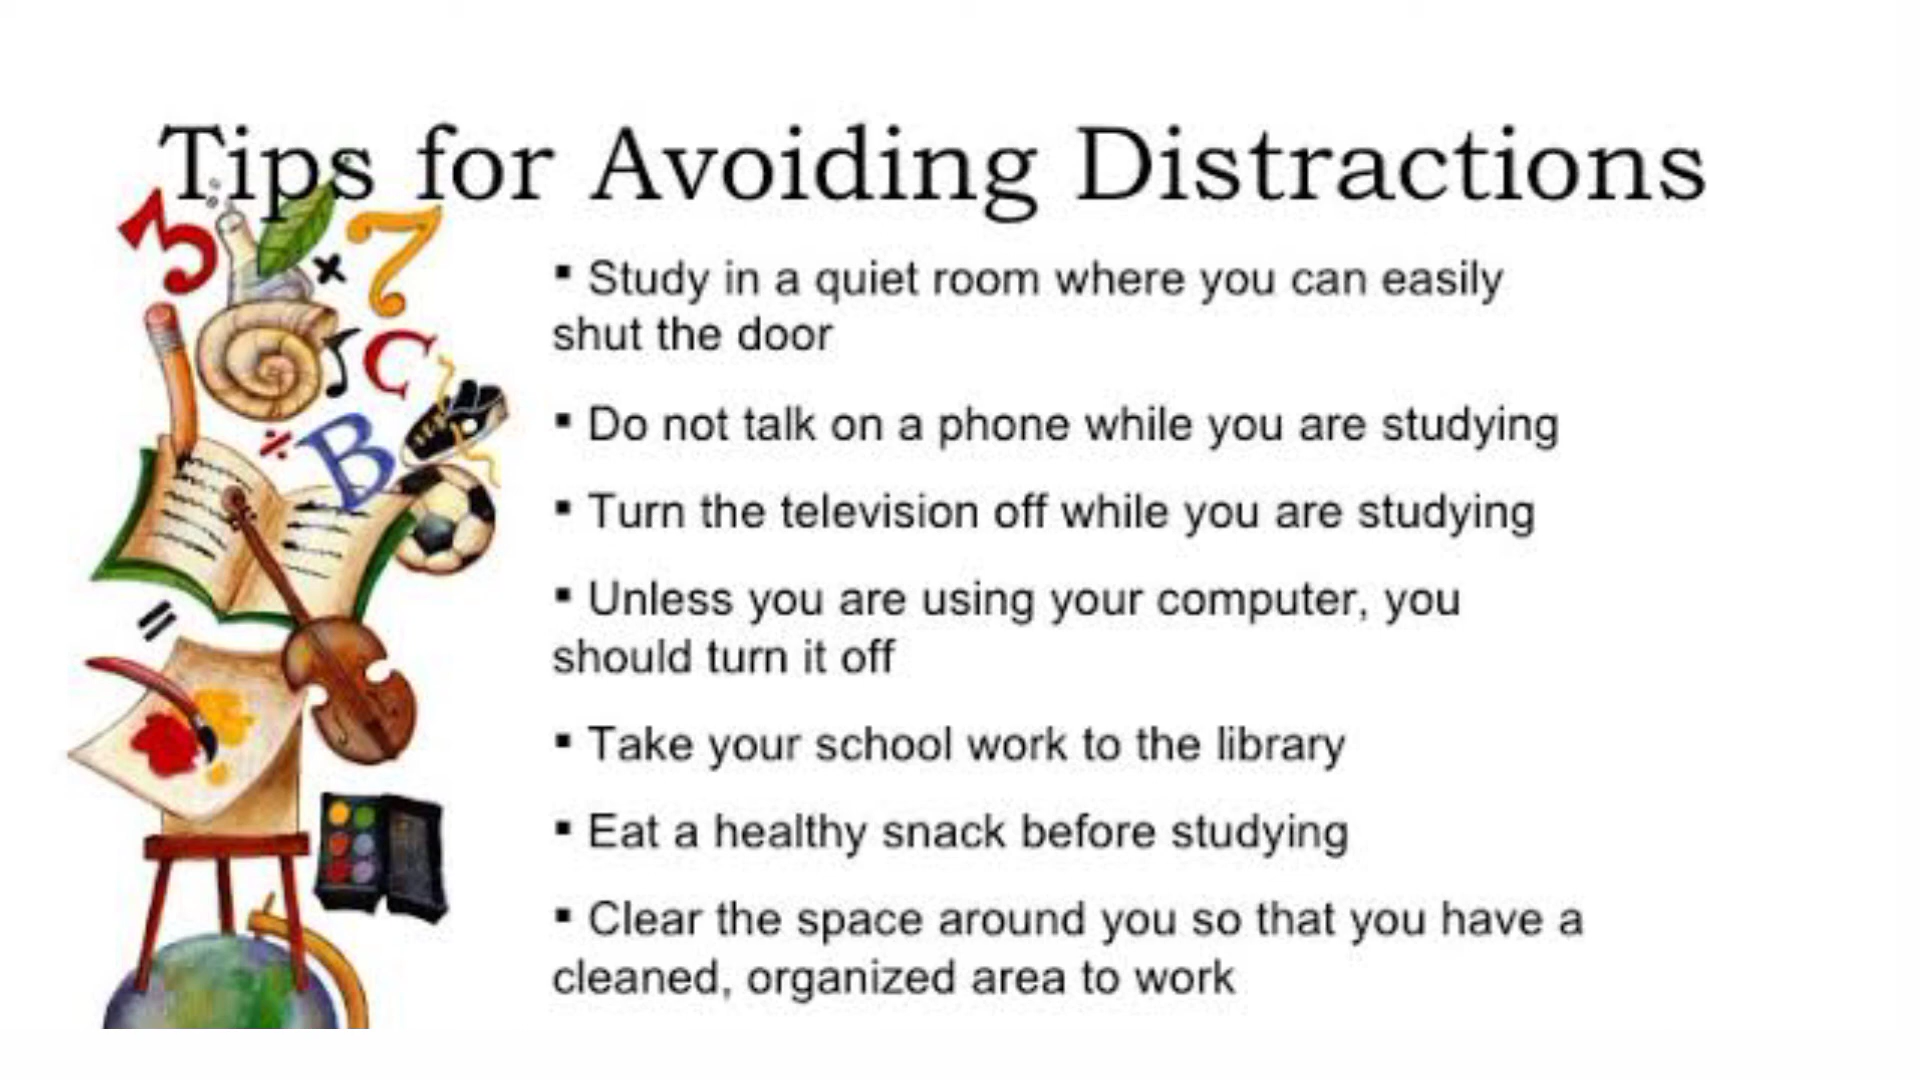 Tips for Avoiding Distractions
3
7
×
C
÷
B
=
▪ Study in a quiet room where you can easily
shut the door
▪ Do not talk on a phone while you are studying
▪ Turn the television off while you are studying
▪ Unless you are using your computer, you
should turn it off
▪ Take your school work to the library
▪ Eat a healthy snack before studying
▪ Clear the space around you so that you have a
cleaned, organized area to work